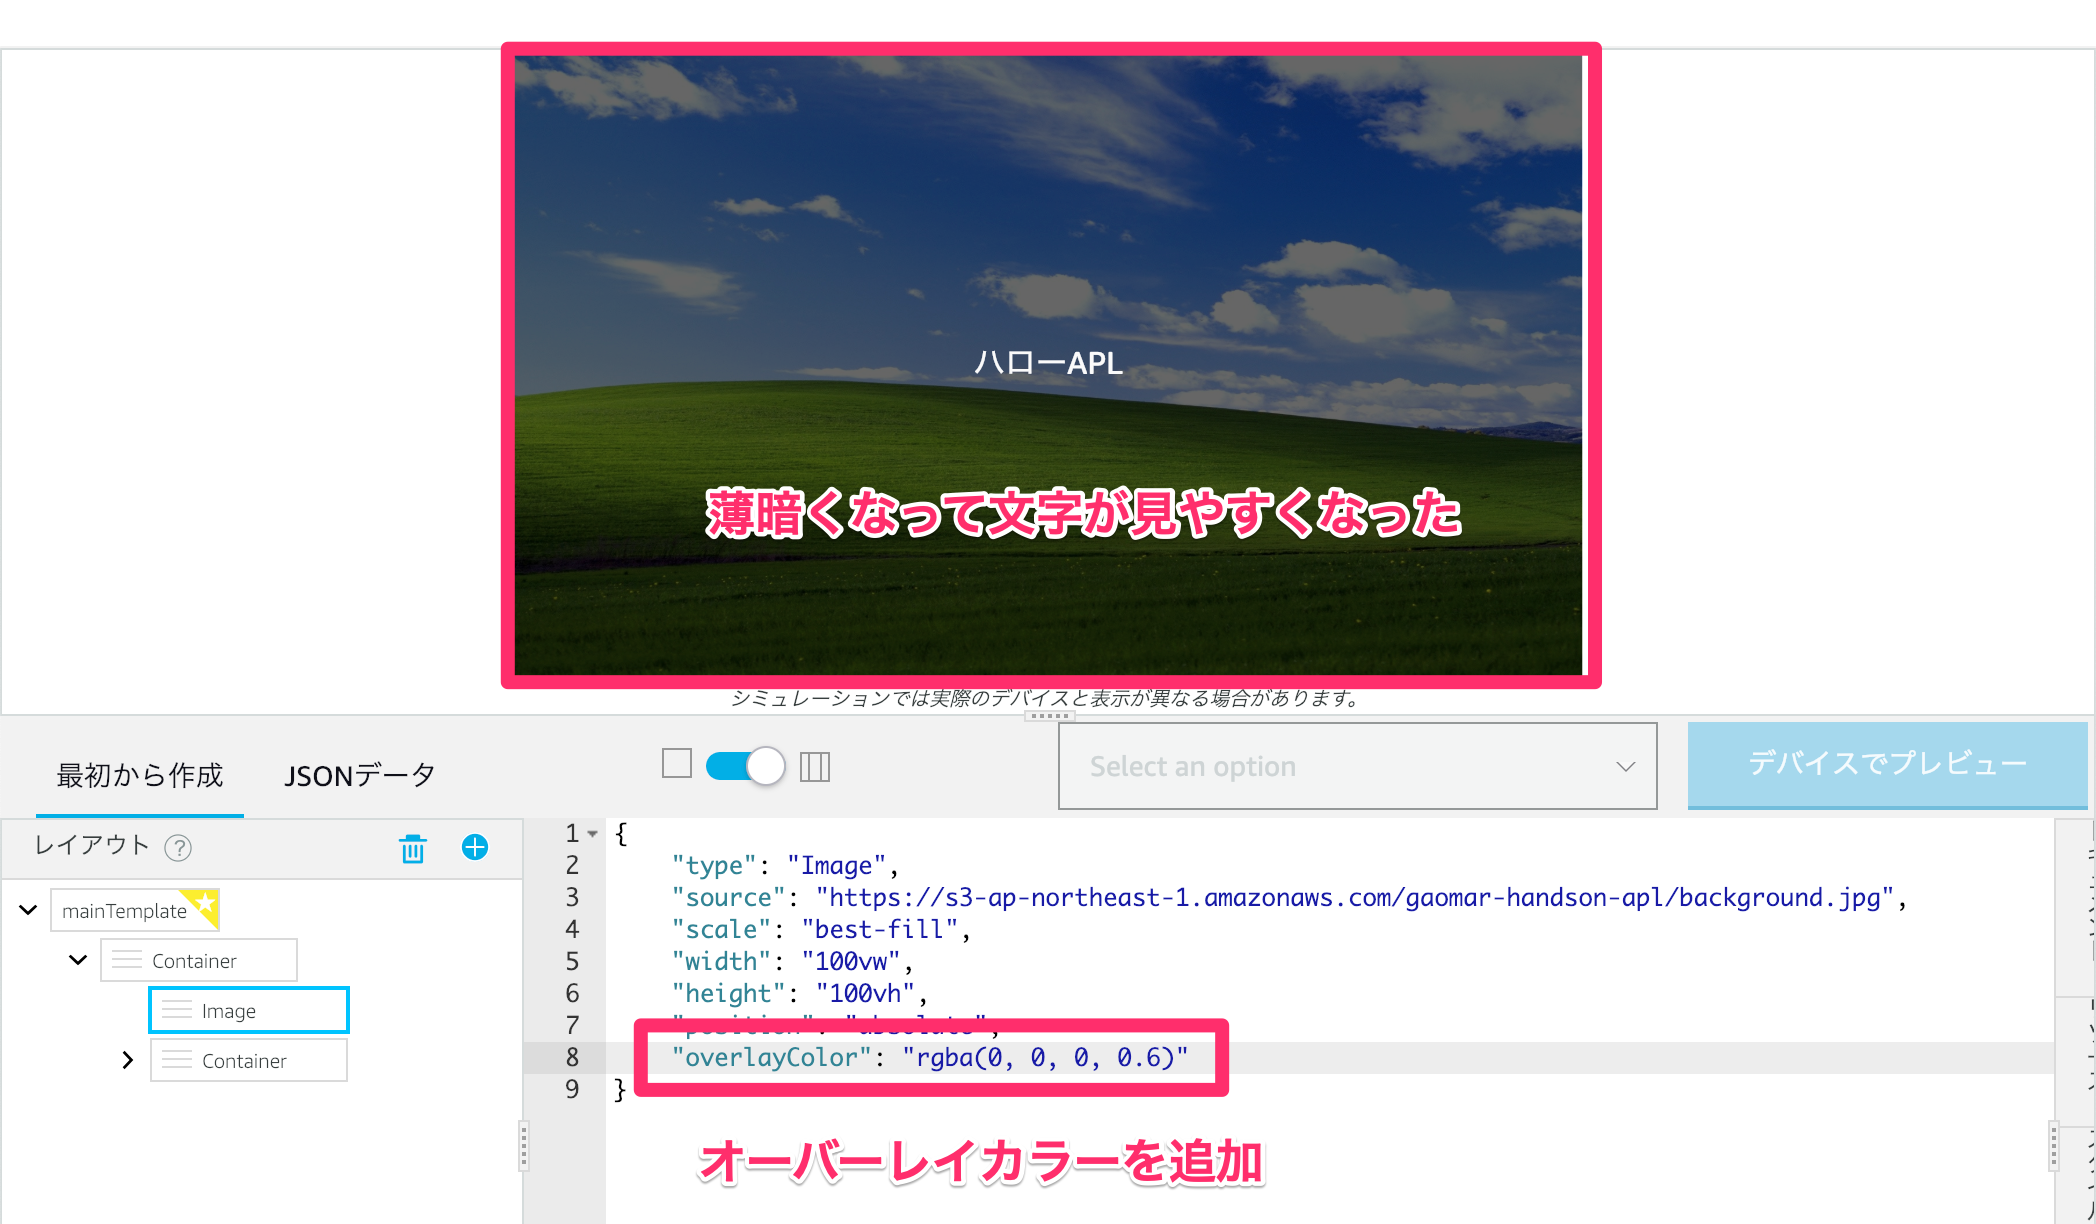 ハローAPL
薄暗くなって文字が見やすくなった
シミュレーションでは実際のデバイスと表示が異なる場合があります。
最初から作成
JSONデータ
Select an option
デバイスでプレビュー
レイアウト ?
mainTemplate
Container
Image
Container
1 {
2 "type": "Image",
3 "source": "https://s3-ap-northeast-1.amazonaws.com/gaomar-handson-apl/background.jpg",
4 "scale": "best-fill",
5 "width": "100vw",
6 "height": "100vh",
7 "position": "absolute",
8 "overlayColor": "rgba(0, 0, 0, 0.6)"
9 }
オーバーレイカラーを追加